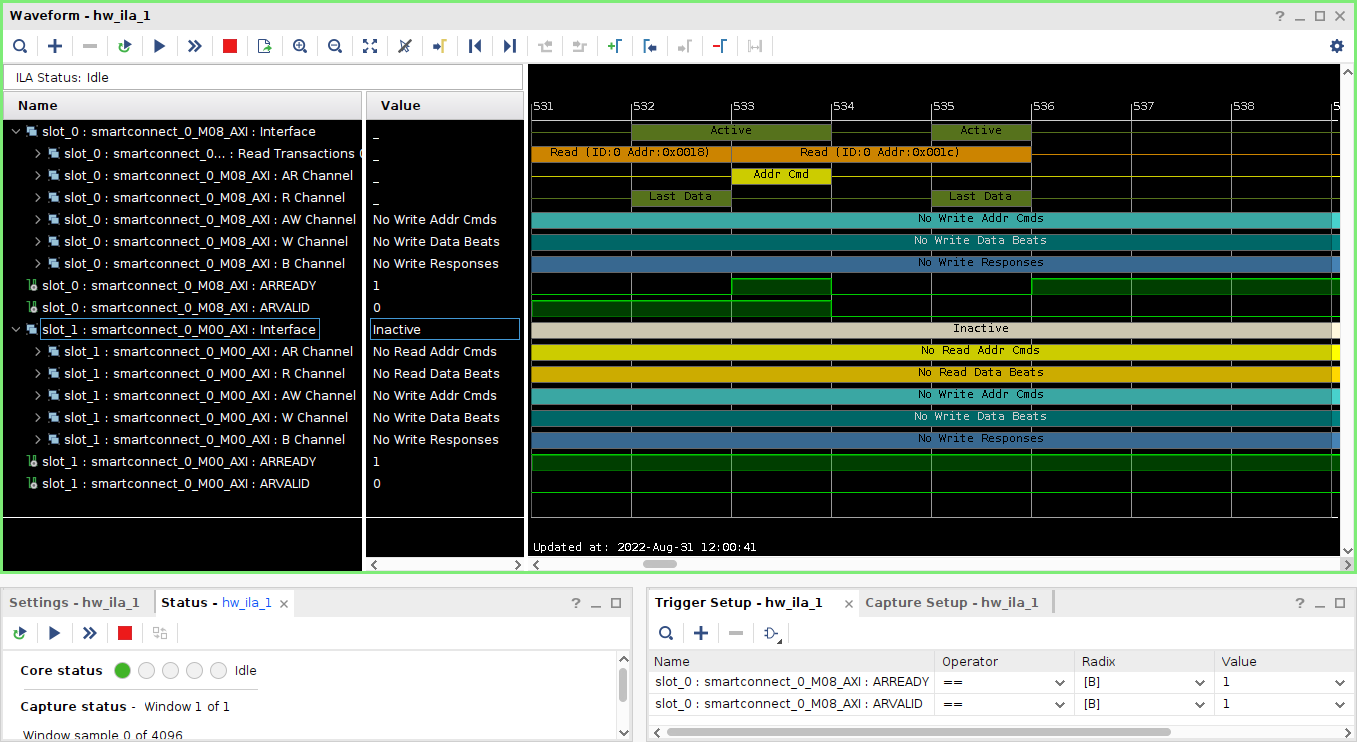 Waveform - hw_ila_1
ILA Status: Idle
Name Value
531 532 533 534 535 536 537 538 5
slot_0 : smartconnect_0_M08_AXI : Interface _ Active Active
slot_0 : smartconnect_0... : Read Transactions _ Read (ID:0 Addr:0x0018) Read (ID:0 Addr:0x001c)
slot_0 : smartconnect_0_M08_AXI : AR Channel _ Addr Cmd
slot_0 : smartconnect_0_M08_AXI : R Channel _ Last Data Last Data
slot_0 : smartconnect_0_M08_AXI : AW Channel No Write Addr Cmds No Write Addr Cmds
slot_0 : smartconnect_0_M08_AXI : W Channel No Write Data Beats No Write Data Beats
slot_0 : smartconnect_0_M08_AXI : B Channel No Write Responses No Write Responses
slot_0 : smartconnect_0_M08_AXI : ARREADY 1
slot_0 : smartconnect_0_M08_AXI : ARVALID 0
slot_1 : smartconnect_0_M00_AXI : Interface Inactive Inactive
slot_1 : smartconnect_0_M00_AXI : AR Channel No Read Addr Cmds No Read Addr Cmds
slot_1 : smartconnect_0_M00_AXI : R Channel No Read Data Beats No Read Data Beats
slot_1 : smartconnect_0_M00_AXI : AW Channel No Write Addr Cmds No Write Addr Cmds
slot_1 : smartconnect_0_M00_AXI : W Channel No Write Data Beats No Write Data Beats
slot_1 : smartconnect_0_M00_AXI : B Channel No Write Responses No Write Responses
slot_1 : smartconnect_0_M00_AXI : ARREADY 1
slot_1 : smartconnect_0_M00_AXI : ARVALID 0
Updated at: 2022-Aug-31 12:00:41
Settings - hw_ila_1 Status - hw_ila_1
Core status Idle
Capture status - Window 1 of 1
Window sample 0 of 4096
Trigger Setup - hw_ila_1 Capture Setup - hw_ila_1
Name Operator Radix Value
slot_0 : smartconnect_0_M08_AXI : ARREADY == [B] 1
slot_0 : smartconnect_0_M08_AXI : ARVALID == [B] 1